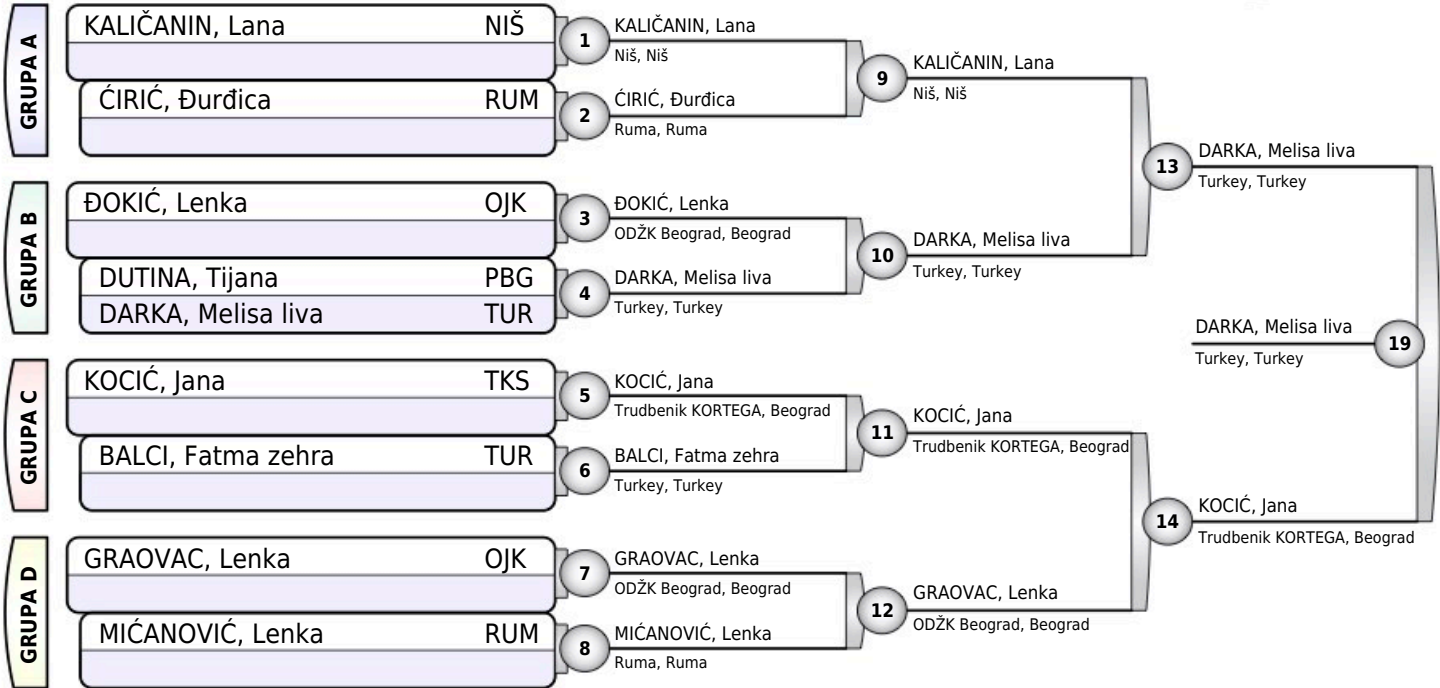 GRUPA A
KALIČANIN, Lana NIŠ
ĆIRIĆ, Đurđica RUM
GRUPA B
ĐOKIĆ, Lenka OJK
DUTINA, Tijana PBG
DARKA, Melisa liva TUR
GRUPA C
KOCIĆ, Jana TKS
BALCI, Fatma zehra TUR
GRUPA D
GRAOVAC, Lenka OJK
MIĆANOVIĆ, Lenka RUM
1
KALIČANIN, Lana
Niš, Niš
2
ĆIRIĆ, Đurđica
Ruma, Ruma
3
ĐOKIĆ, Lenka
ODŽK Beograd, Beograd
4
DARKA, Melisa liva
Turkey, Turkey
5
KOCIĆ, Jana
Trudbenik KORTEGA, Beograd
6
BALCI, Fatma zehra
Turkey, Turkey
7
GRAOVAC, Lenka
ODŽK Beograd, Beograd
8
MIĆANOVIĆ, Lenka
Ruma, Ruma
9
KALIČANIN, Lana
Niš, Niš
10
DARKA, Melisa liva
Turkey, Turkey
11
KOCIĆ, Jana
Trudbenik KORTEGA, Beograd
12
GRAOVAC, Lenka
ODŽK Beograd, Beograd
13
DARKA, Melisa liva
Turkey, Turkey
14
KOCIĆ, Jana
Trudbenik KORTEGA, Beograd
DARKA, Melisa liva
Turkey, Turkey
19